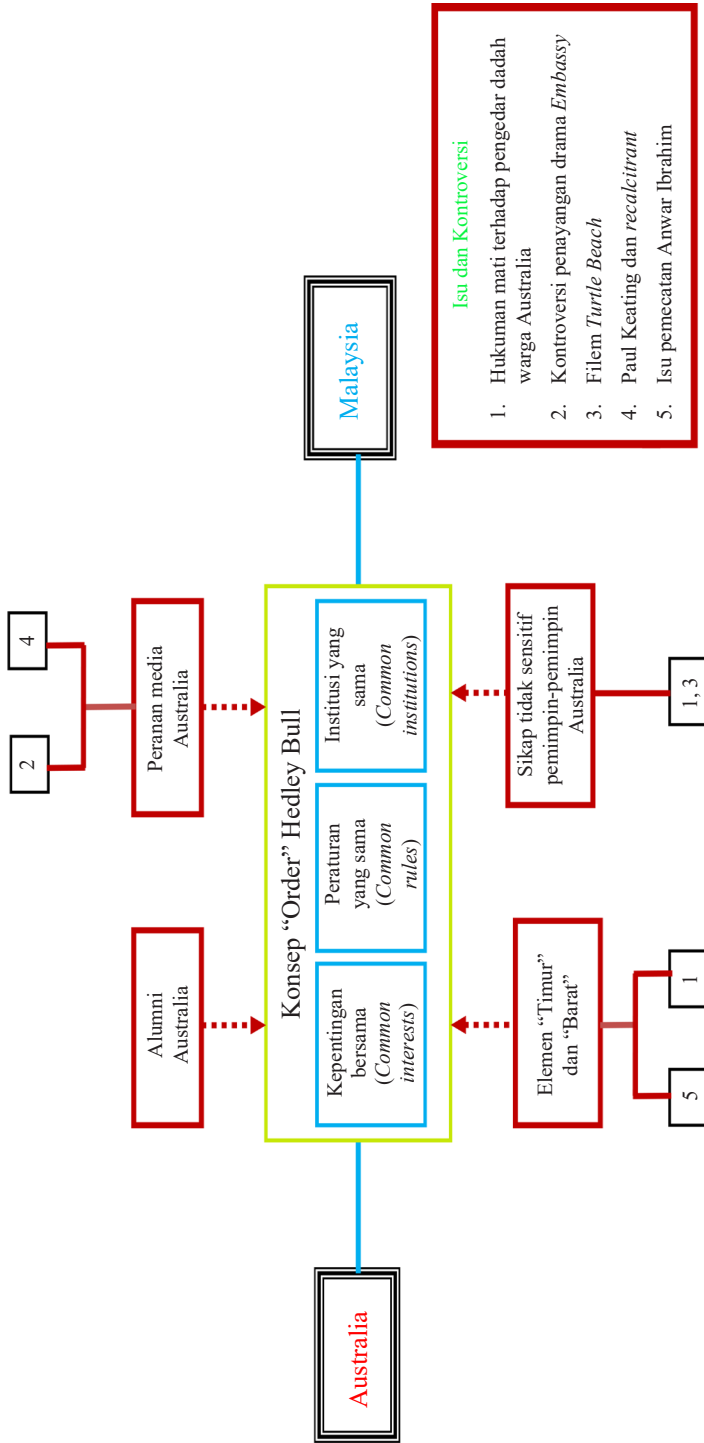 Australia
Alumni
Australia
2
4
Peranan media
Australia
Konsep “Order” Hedley Bull
Kepentingan
bersama
(Common
interests)
Peraturan
yang sama
(Common
rules)
Institusi yang
sama
(Common
institutions)
Elemen “Timur”
dan “Barat”
5
1
Sikap tidak sensitif
pemimpin-pemimpin
Australia
1, 3
Malaysia
Isu dan Kontroversi
1. Hukuman mati terhadap pengedar dadah
warga Australia
2. Kontroversi penayangan drama Embassy
3. Filem Turtle Beach
4. Paul Keating dan recalcitrant
5. Isu pemecatan Anwar Ibrahim